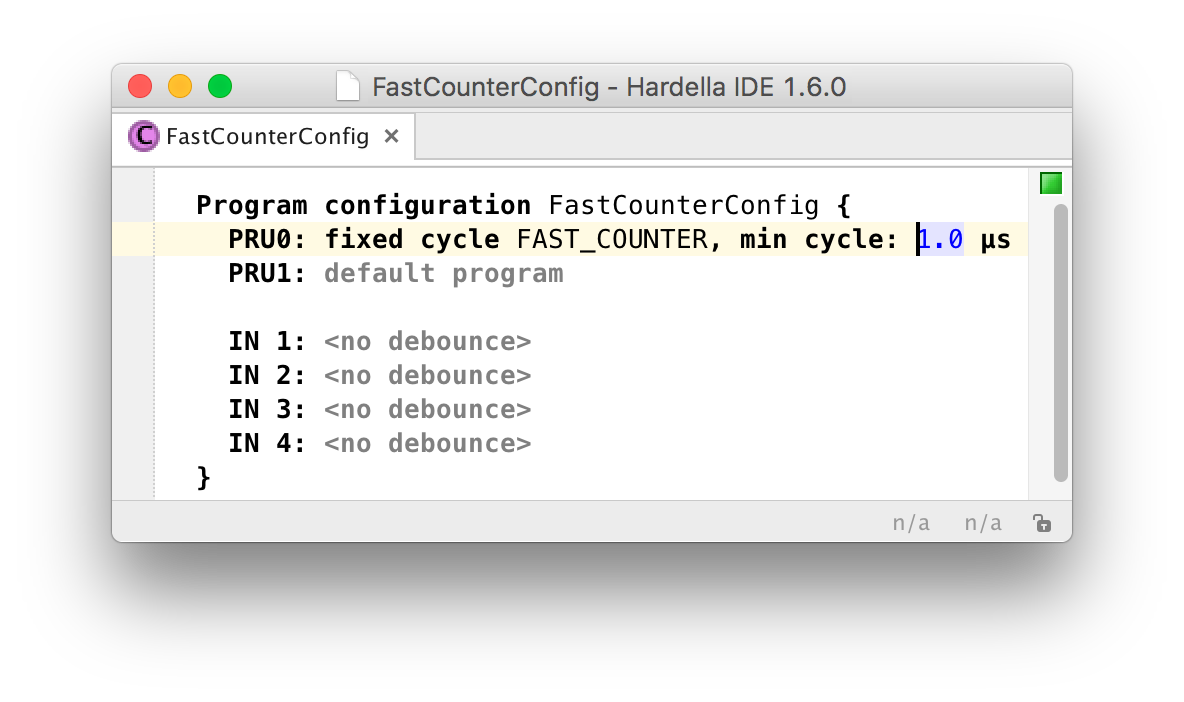 FastCounterConfig - Hardella IDE 1.6.0
C FastCounterConfig ×
Program configuration FastCounterConfig {
PRU0: fixed cycle FAST_COUNTER, min cycle: 1.0 µs
PRU1: default program
IN 1: <no debounce>
IN 2: <no debounce>
IN 3: <no debounce>
IN 4: <no debounce>
}
n/a n/a